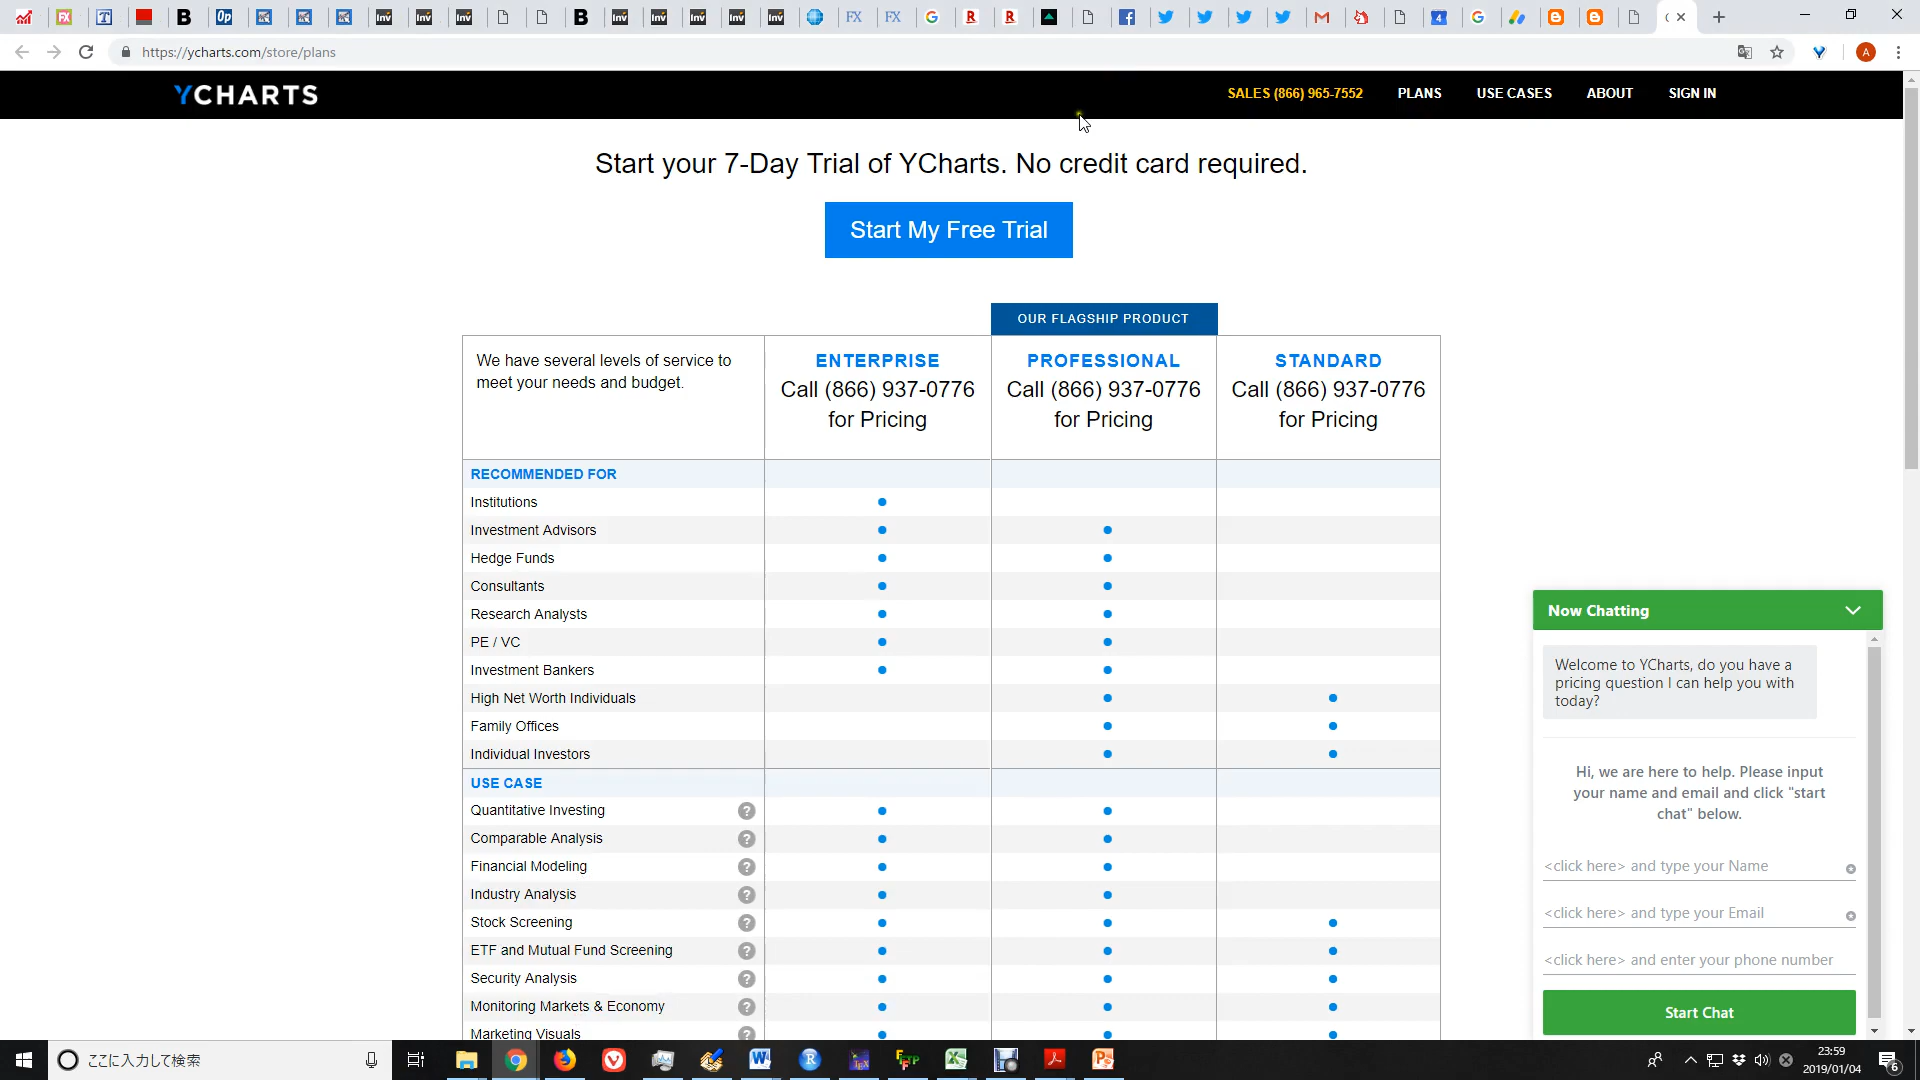 https://ycharts.com/store/plans
YCHARTS
SALES (866) 965-7552
PLANS
USE CASES
ABOUT
SIGN IN
Start your 7-Day Trial of YCharts. No credit card required.
Start My Free Trial
OUR FLAGSHIP PRODUCT
We have several levels of service to
meet your needs and budget.
ENTERPRISE
Call (866) 937-0776
for Pricing
PROFESSIONAL
Call (866) 937-0776
for Pricing
STANDARD
Call (866) 937-0776
for Pricing
RECOMMENDED FOR
Institutions
Investment Advisors
Hedge Funds
Consultants
Research Analysts
PE / VC
Investment Bankers
High Net Worth Individuals
Family Offices
Individual Investors
USE CASE
Quantitative Investing
Comparable Analysis
Financial Modeling
Industry Analysis
Stock Screening
ETF and Mutual Fund Screening
Security Analysis
Monitoring Markets & Economy
Marketing Visuals
Now Chatting
Welcome to YCharts, do you have a
pricing question I can help you with
today?
Hi, we are here to help. Please input
your name and email and click "start
chat" below.
<click here> and type your Name
<click here> and type your Email
<click here> and enter your phone number
Start Chat
ここに入力して検索
23:59
2019/01/04
6